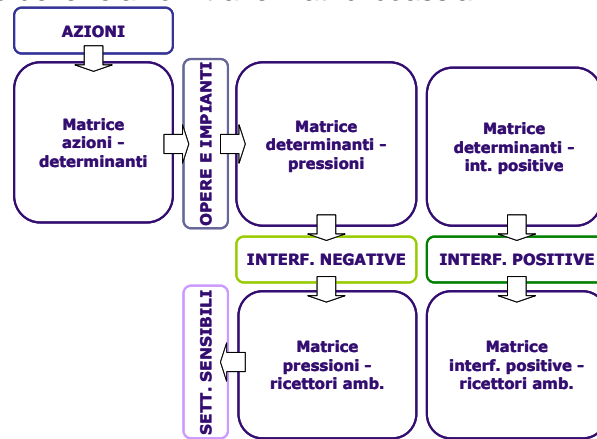 AZIONI
Matrice
azioni -
determinanti
OPERE E IMPIANTI
Matrice
determinanti -
pressioni
Matrice
determinanti -
int. positive
INTERF. NEGATIVE
INTERF. POSITIVE
SETT. SENSIBILI
Matrice
pressioni -
ricettori amb.
Matrice
interf. positive -
ricettori amb.